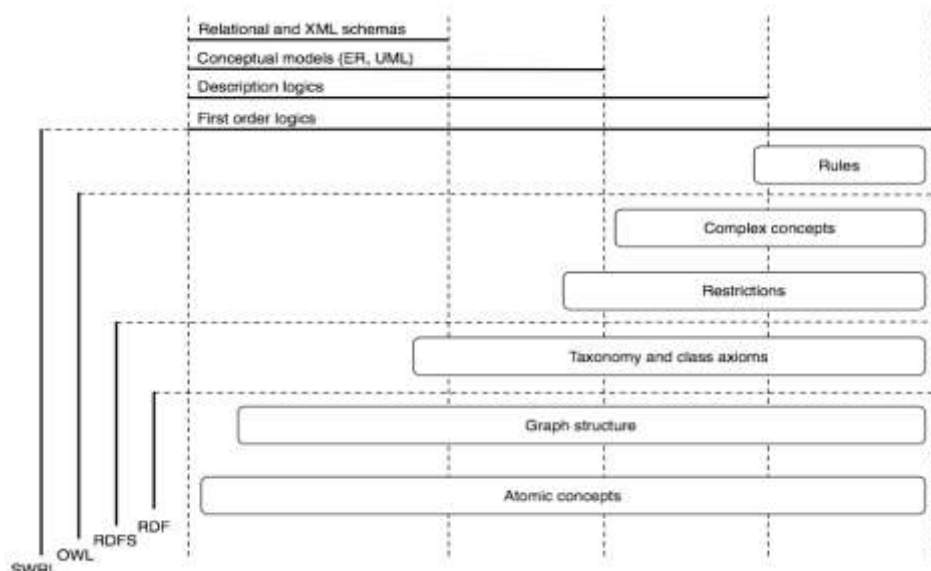 Relational and XML schemas
Conceptual models (ER, UML)
Description logics
First order logics
Rules
Complex concepts
Restrictions
Taxonomy and class axioms
Graph structure
Atomic concepts
RDF
RDFS
OWL